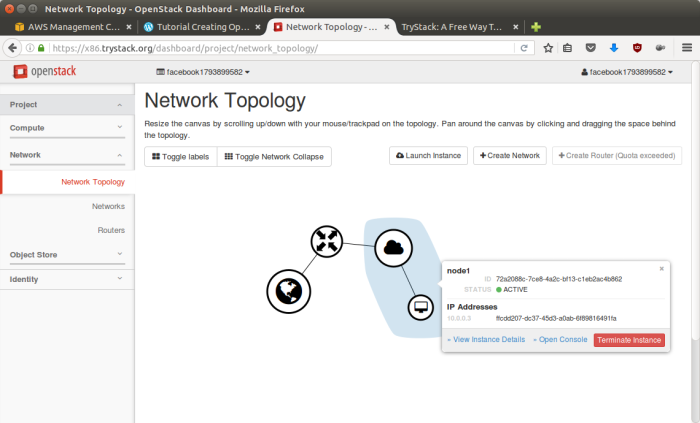 Network Topology - OpenStack Dashboard - Mozilla Firefox
AWS Management C...
Tutorial Creating Op...
Network Topology - ...
TryStack: A Free Way T...
https://x86.trystack.org/dashboard/project/network_topology/
openstack
facebook1793899582
facebook1793899582
Project
Compute
Network
Network Topology
Networks
Routers
Object Store
Identity
Network Topology
Resize the canvas by scrolling up/down with your mouse/trackpad on the topology. Pan around the canvas by clicking and dragging the space behind
the topology.
Toggle labels
Toggle Network Collapse
Launch Instance
Create Network
Create Router (Quota exceeded)
node1
ID 72a2088c-7ce8-4a2c-bf13-c1eb2ac4b862
STATUS ACTIVE
IP Addresses
10.0.0.3 ffcdd207-dc37-45d3-a0ab-6f89816491fa
» View Instance Details
» Open Console
Terminate Instance